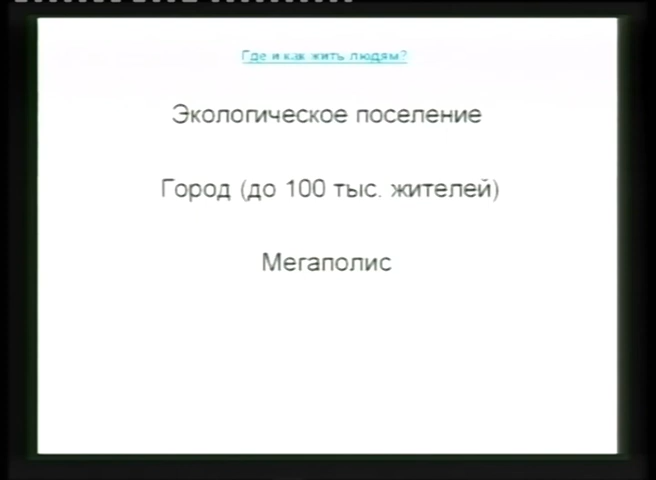 Где и как жить людям?
Экологическое поселение
Город (до 100 тыс. жителей)
Мегаполис